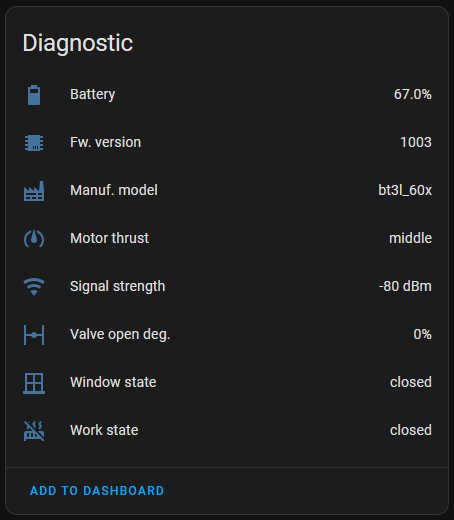 Diagnostic
Battery 67.0%
Fw. version 1003
Manuf. model bt3l_60x
Motor thrust middle
Signal strength -80 dBm
Valve open deg. 0%
Window state closed
Work state closed
ADD TO DASHBOARD